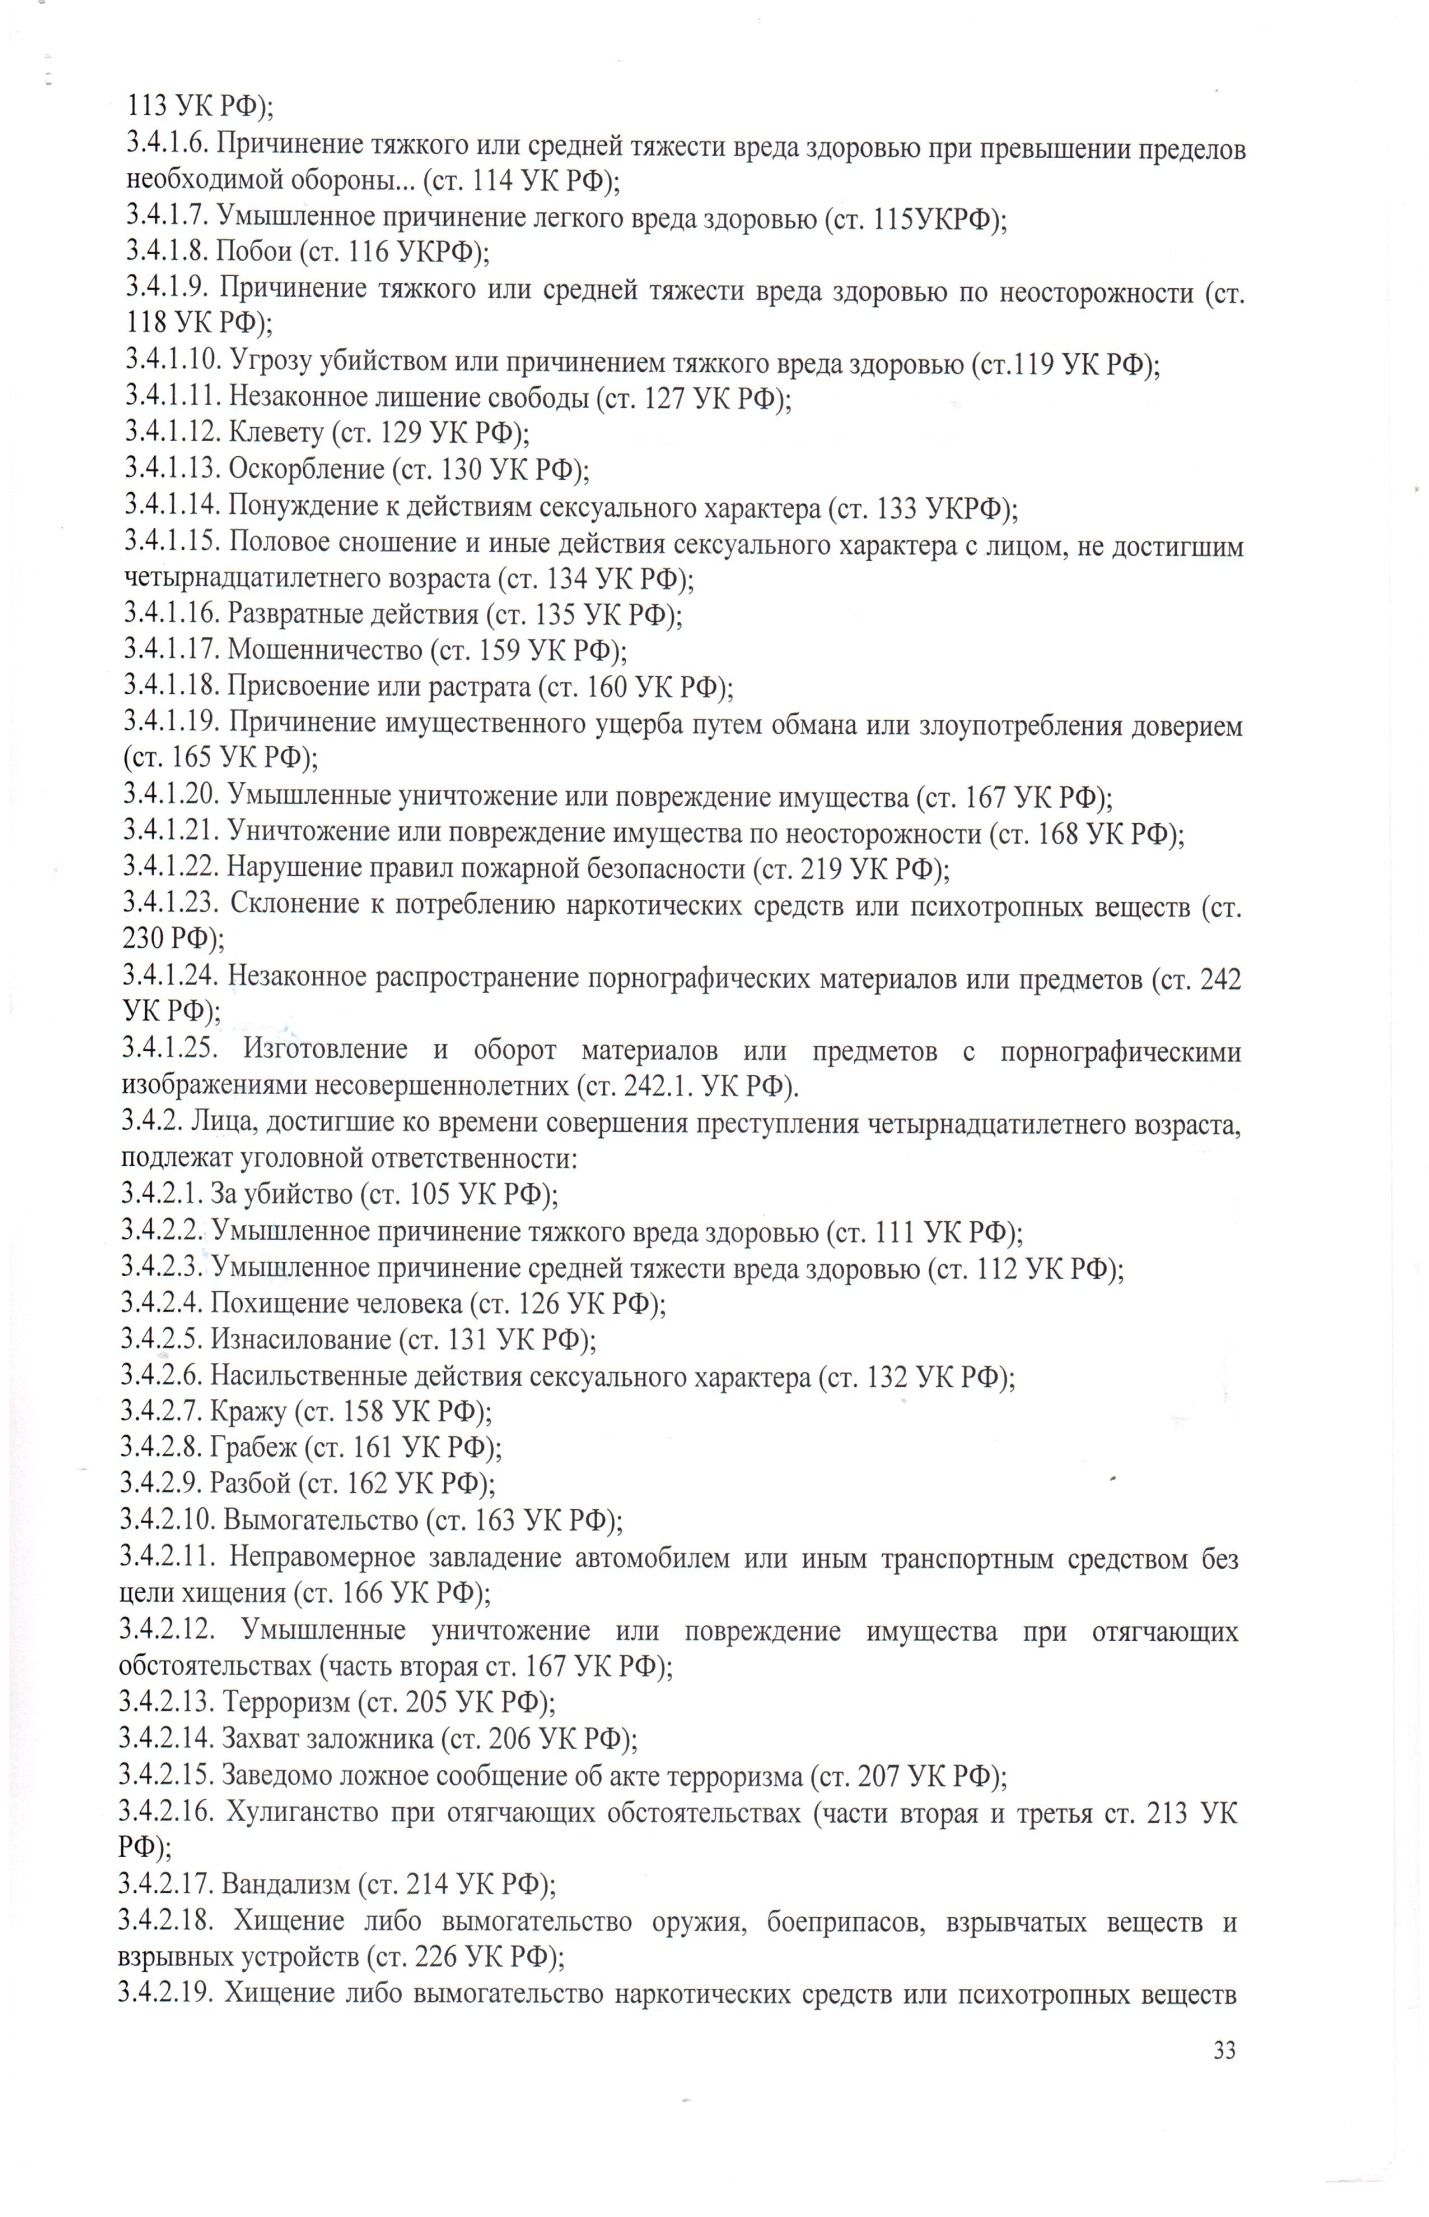 113 УК РФ);
3.4.1.6. Причинение тяжкого или средней тяжести вреда здоровью при превышении пределов
необходимой обороны... (ст. 114 УК РФ);
3.4.1.7. Умышленное причинение легкого вреда здоровью (ст. 115УКРФ);
3.4.1.8. Побои (ст. 116 УКРФ);
3.4.1.9. Причинение тяжкого или средней тяжести вреда здоровью по неосторожности (ст.
118 УК РФ);
3.4.1.10. Угрозу убийством или причинением тяжкого вреда здоровью (ст.119 УК РФ);
3.4.1.11. Незаконное лишение свободы (ст. 127 УК РФ);
3.4.1.12. Клевету (ст. 129 УК РФ);
3.4.1.13. Оскорбление (ст. 130 УК РФ);
3.4.1.14. Понуждение к действиям сексуального характера (ст. 133 УКРФ);
3.4.1.15. Половое сношение и иные действия сексуального характера с лицом, не достигшим
четырнадцатилетнего возраста (ст. 134 УК РФ);
3.4.1.16. Развратные действия (ст. 135 УК РФ);
3.4.1.17. Мошенничество (ст. 159 УК РФ);
3.4.1.18. Присвоение или растрата (ст. 160 УК РФ);
3.4.1.19. Причинение имущественного ущерба путем обмана или злоупотребления доверием
(ст. 165 УК РФ);
3.4.1.20. Умышленные уничтожение или повреждение имущества (ст. 167 УК РФ);
3.4.1.21. Уничтожение или повреждение имущества по неосторожности (ст. 168 УК РФ);
3.4.1.22. Нарушение правил пожарной безопасности (ст. 219 УК РФ);
3.4.1.23. Склонение к потреблению наркотических средств или психотропных веществ (ст.
230 РФ);
3.4.1.24. Незаконное распространение порнографических материалов или предметов (ст. 242
УК РФ);
3.4.1.25. Изготовление и оборот материалов или предметов с порнографическими
изображениями несовершеннолетних (ст. 242.1. УК РФ).
3.4.2. Лица, достигшие ко времени совершения преступления четырнадцатилетнего возраста,
подлежат уголовной ответственности:
3.4.2.1. За убийство (ст. 105 УК РФ);
3.4.2.2. Умышленное причинение тяжкого вреда здоровью (ст. 111 УК РФ);
3.4.2.3. Умышленное причинение средней тяжести вреда здоровью (ст. 112 УК РФ);
3.4.2.4. Похищение человека (ст. 126 УК РФ);
3.4.2.5. Изнасилование (ст. 131 УК РФ);
3.4.2.6. Насильственные действия сексуального характера (ст. 132 УК РФ);
3.4.2.7. Кражу (ст. 158 УК РФ);
3.4.2.8. Грабеж (ст. 161 УК РФ);
3.4.2.9. Разбой (ст. 162 УК РФ);
3.4.2.10. Вымогательство (ст. 163 УК РФ);
3.4.2.11. Неправомерное завладение автомобилем или иным транспортным средством без
цели хищения (ст. 166 УК РФ);
3.4.2.12. Умышленные уничтожение или повреждение имущества при отягчающих
обстоятельствах (часть вторая ст. 167 УК РФ);
3.4.2.13. Терроризм (ст. 205 УК РФ);
3.4.2.14. Захват заложника (ст. 206 УК РФ);
3.4.2.15. Заведомо ложное сообщение об акте терроризма (ст. 207 УК РФ);
3.4.2.16. Хулиганство при отягчающих обстоятельствах (части вторая и третья ст. 213 УК
РФ);
3.4.2.17. Вандализм (ст. 214 УК РФ);
3.4.2.18. Хищение либо вымогательство оружия, боеприпасов, взрывчатых веществ и
взрывных устройств (ст. 226 УК РФ);
3.4.2.19. Хищение либо вымогательство наркотических средств или психотропных веществ
33